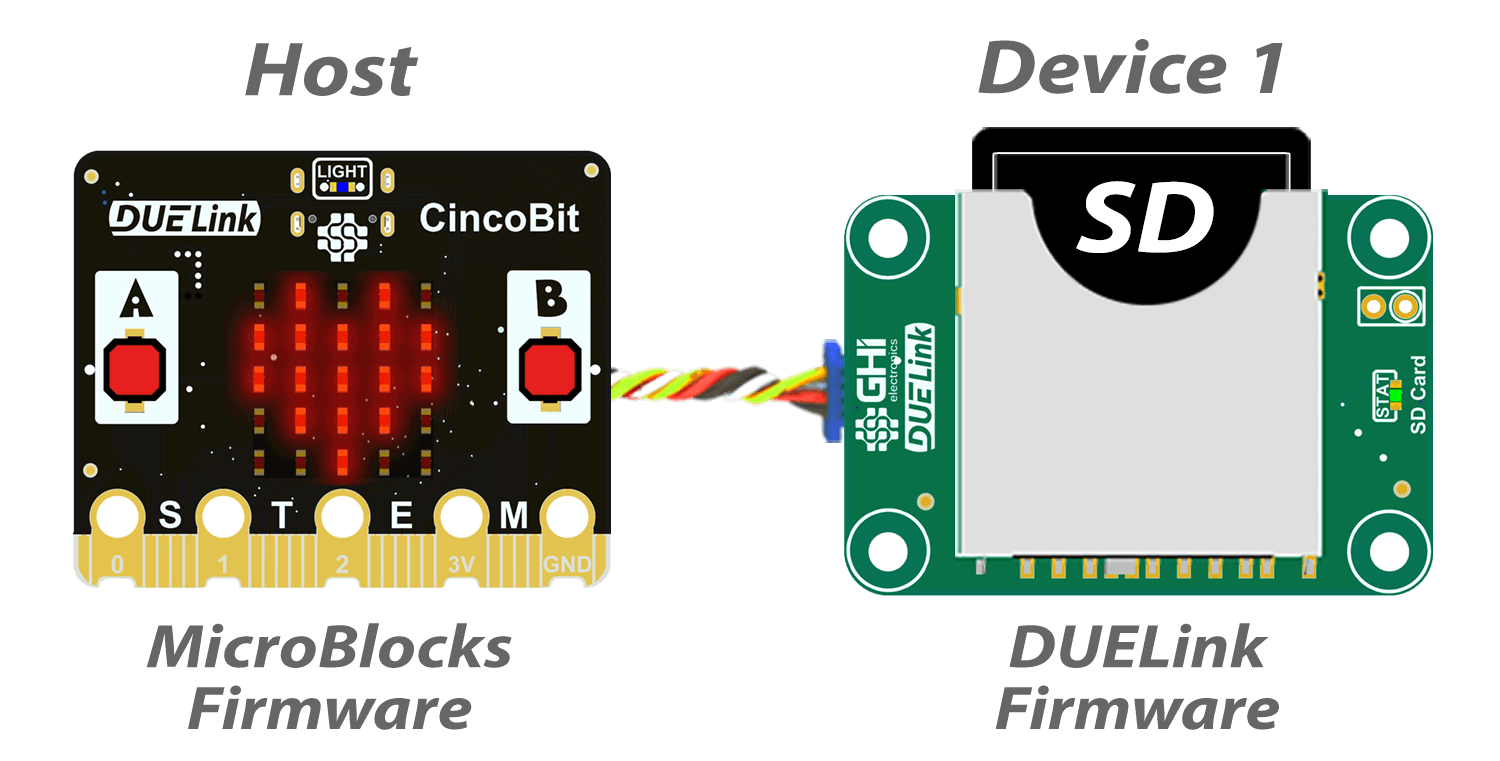 Host
Device 1
LIGHT
DUELink
CincoBit
A
B
S T E M
0 1 2 3V GND
SD
GHI
electronics
DUELink
STAT
SD Card
MicroBlocks
Firmware
DUELink
Firmware